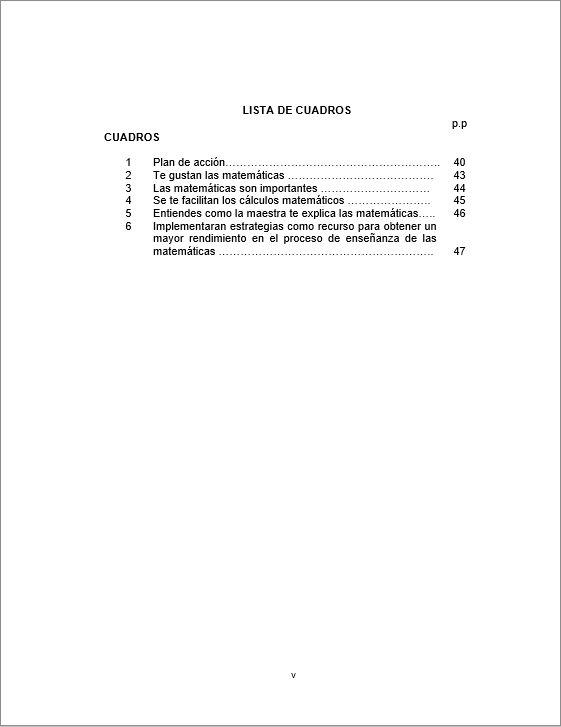 LISTA DE CUADROS
p.p
CUADROS
1 Plan de acción………………………………………………….. 40
2 Te gustan las matemáticas …………………………………. 43
3 Las matemáticas son importantes ………………………… 44
4 Se te facilitan los cálculos matemáticos ………………….. 45
5 Entiendes como la maestra te explica las matemáticas….. 46
6 Implementaran estrategias como recurso para obtener un
mayor rendimiento en el proceso de enseñanza de las
matemáticas ………………………………………………….. 47
v